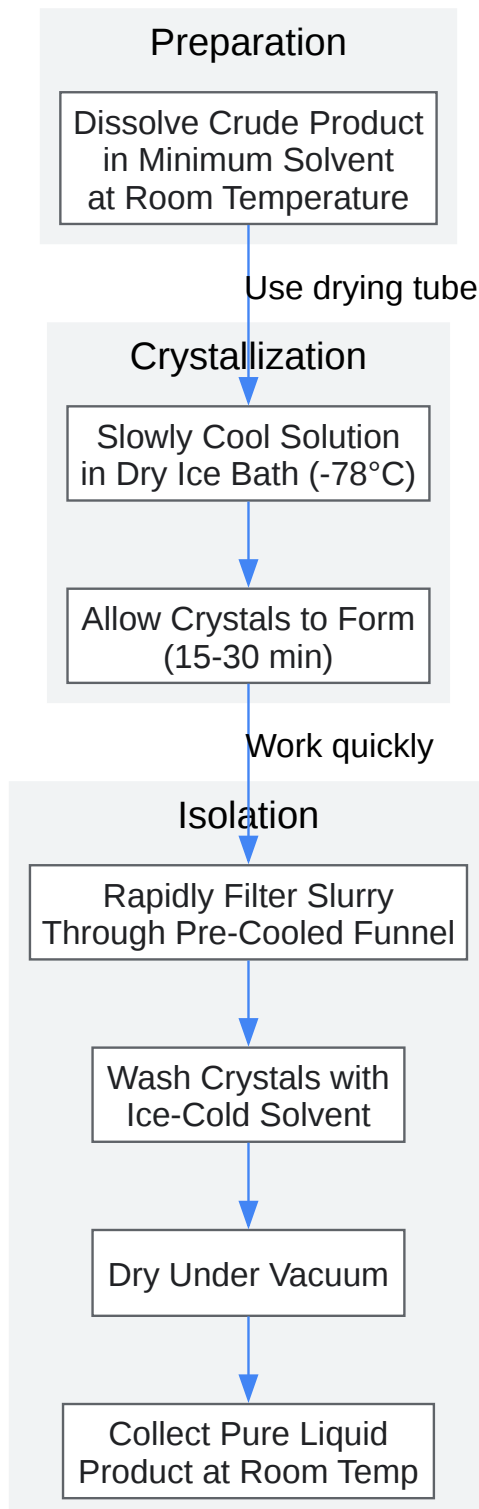 Preparation
Dissolve Crude Product
in Minimum Solvent
at Room Temperature
Use drying tube
Crystallization
Slowly Cool Solution
in Dry Ice Bath (-78°C)
Allow Crystals to Form
(15-30 min)
Work quickly
Isolation
Rapidly Filter Slurry
Through Pre-Cooled Funnel
Wash Crystals with
Ice-Cold Solvent
Dry Under Vacuum
Collect Pure Liquid
Product at Room Temp